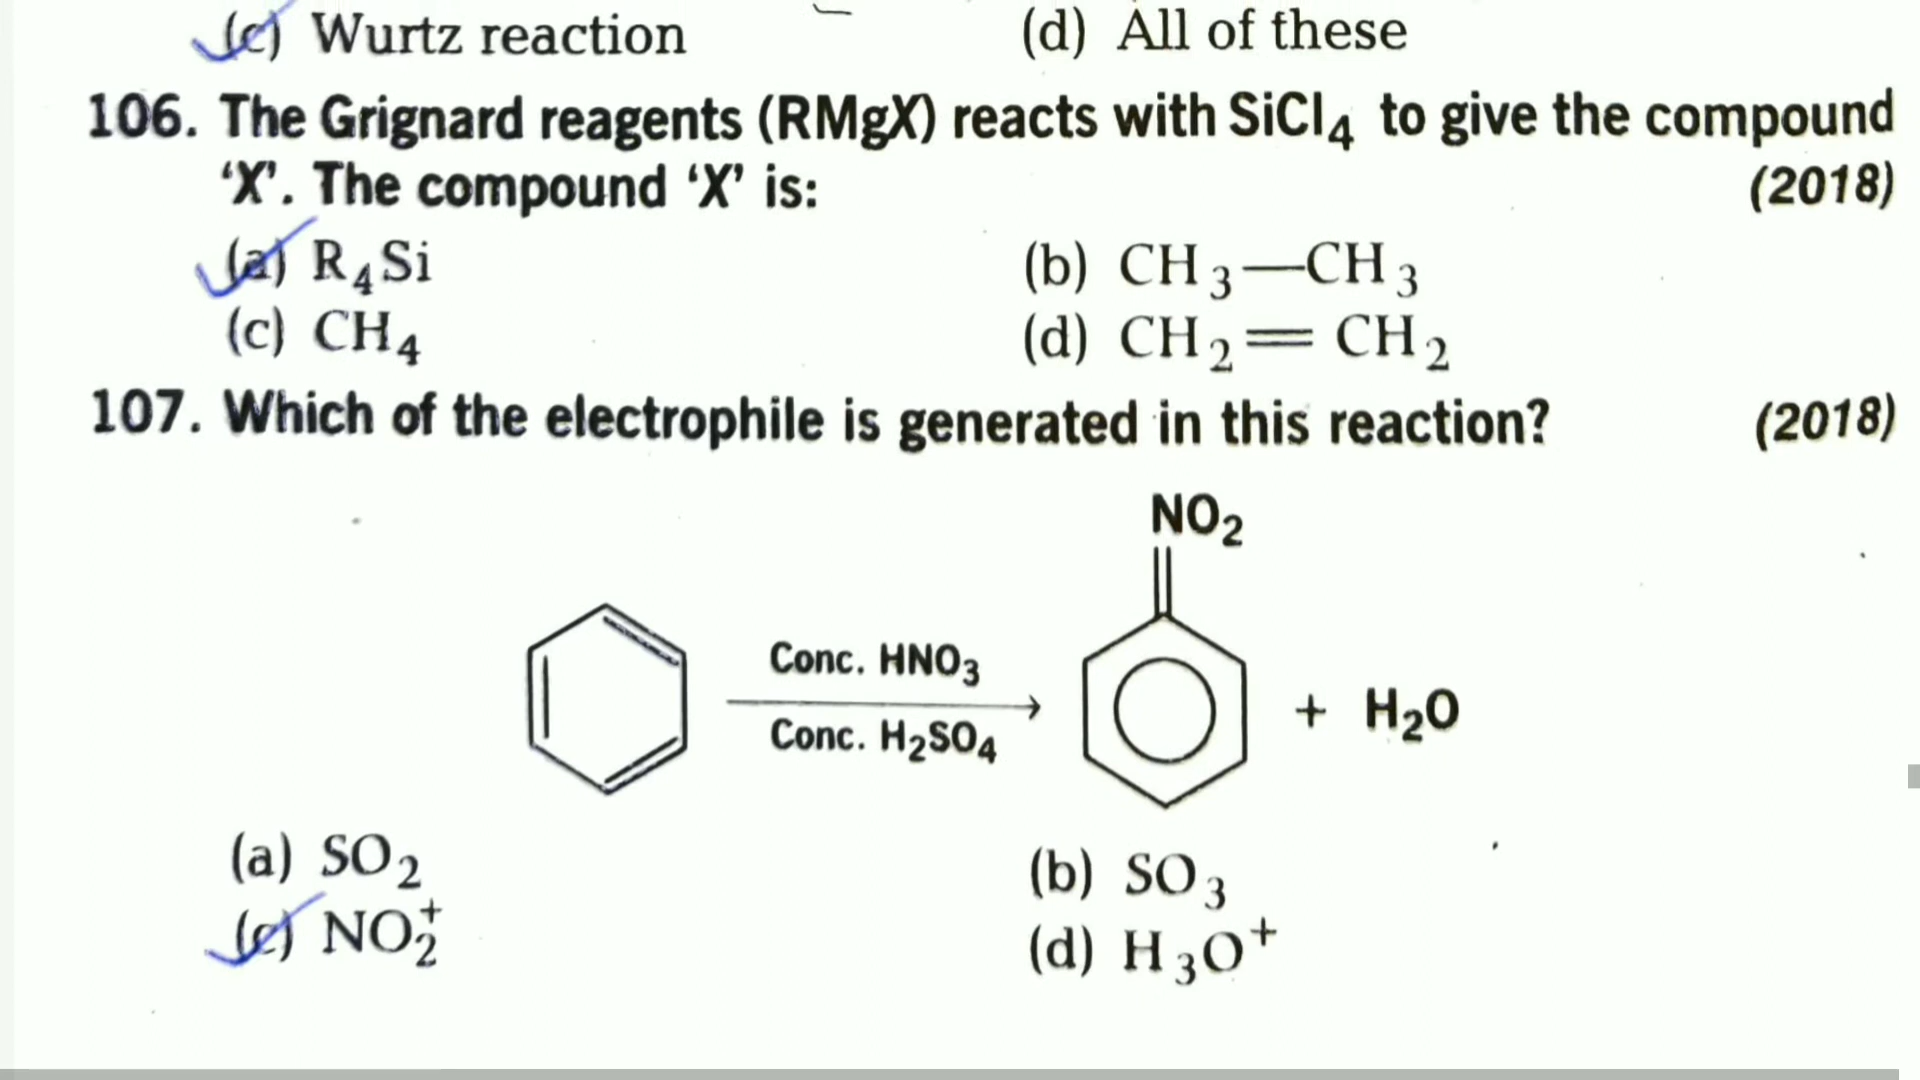 (c) Wurtz reaction (d) All of these
106. The Grignard reagents (RMgX) reacts with SiCl₄ to give the compound
'X'. The compound 'X' is: (2018)
(a) R₄Si (b) CH₃—CH₃
(c) CH₄ (d) CH₂=CH₂
107. Which of the electrophile is generated in this reaction? (2018)
NO₂
Conc. HNO₃
Conc. H₂SO₄
+ H₂O
(a) SO₂ (b) SO₃
(c) NO₂⁺ (d) H₃O⁺